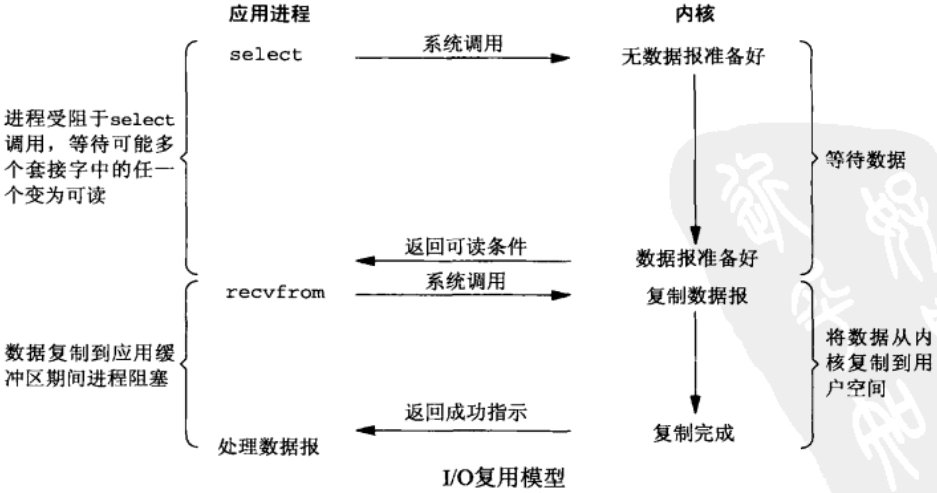 应用进程
内核
select
系统调用
无数据报准备好
进程受阻于select
调用，等待可能多
个套接字中的任一
个变为可读
等待数据
返回可读条件
数据报准备好
recvfrom
系统调用
复制数据报
数据复制到应用缓
冲区期间进程阻塞
将数据从内
核复制到用
户空间
返回成功指示
处理数据报
复制完成
I/O复用模型